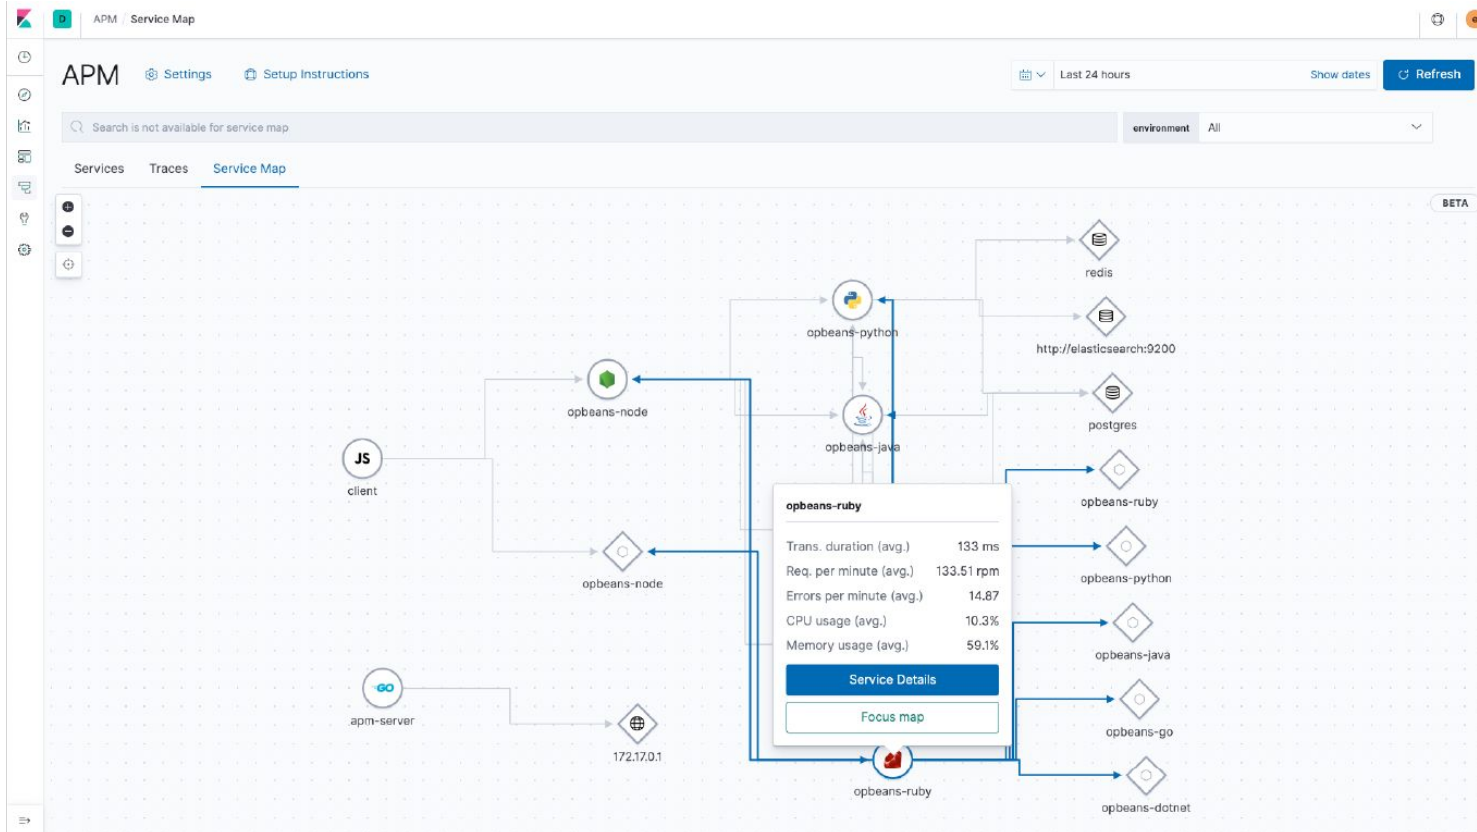 D APM / Service Map
e
APM Settings Setup Instructions Last 24 hours Show dates Refresh
Search is not available for service map environment All
Services Traces Service Map
BETA
redis
opbeans-python
http://elasticsearch:9200
opbeans-node
postgres
opbeans-java
JS
client
opbeans-ruby
opbeans-node
opbeans-python
opbeans-ruby
Trans. duration (avg.) 133 ms
Req. per minute (avg.) 133.51 rpm
Errors per minute (avg.) 14.87
CPU usage (avg.) 10.3%
Memory usage (avg.) 59.1%
Service Details
Focus map
opbeans-java
GO
apm-server
opbeans-go
172.17.0.1
opbeans-ruby
opbeans-dotnet